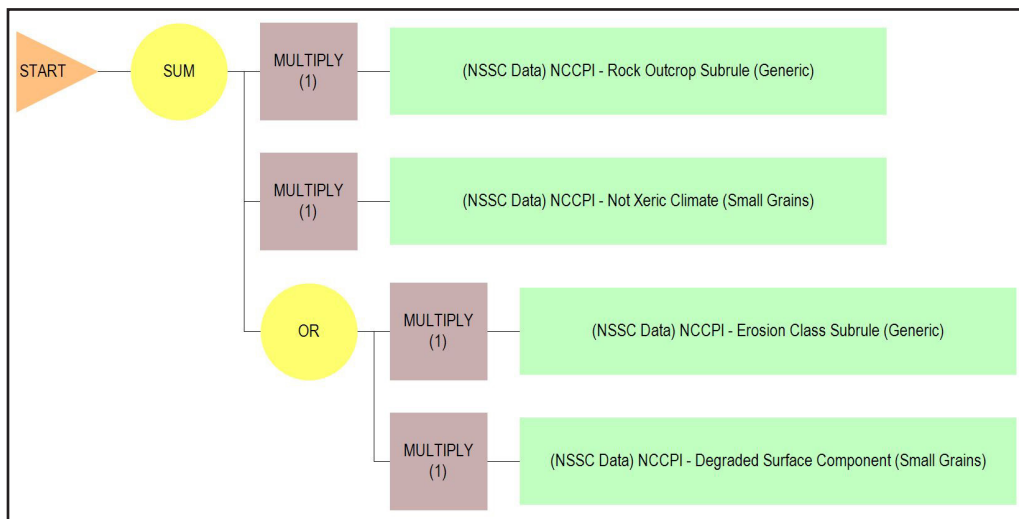 START
SUM
MULTIPLY
(1)
(NSSC Data) NCCPI - Rock Outcrop Subrule (Generic)
MULTIPLY
(1)
(NSSC Data) NCCPI - Not Xeric Climate (Small Grains)
OR
MULTIPLY
(1)
(NSSC Data) NCCPI - Erosion Class Subrule (Generic)
MULTIPLY
(1)
(NSSC Data) NCCPI - Degraded Surface Component (Small Grains)